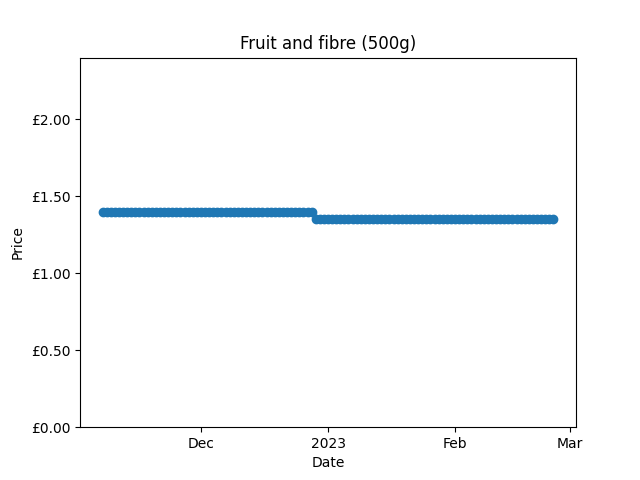 Fruit and fibre (500g)
£2.00
£1.50
£1.00
£0.50
£0.00
Price
Dec
2023
Feb
Mar
Date